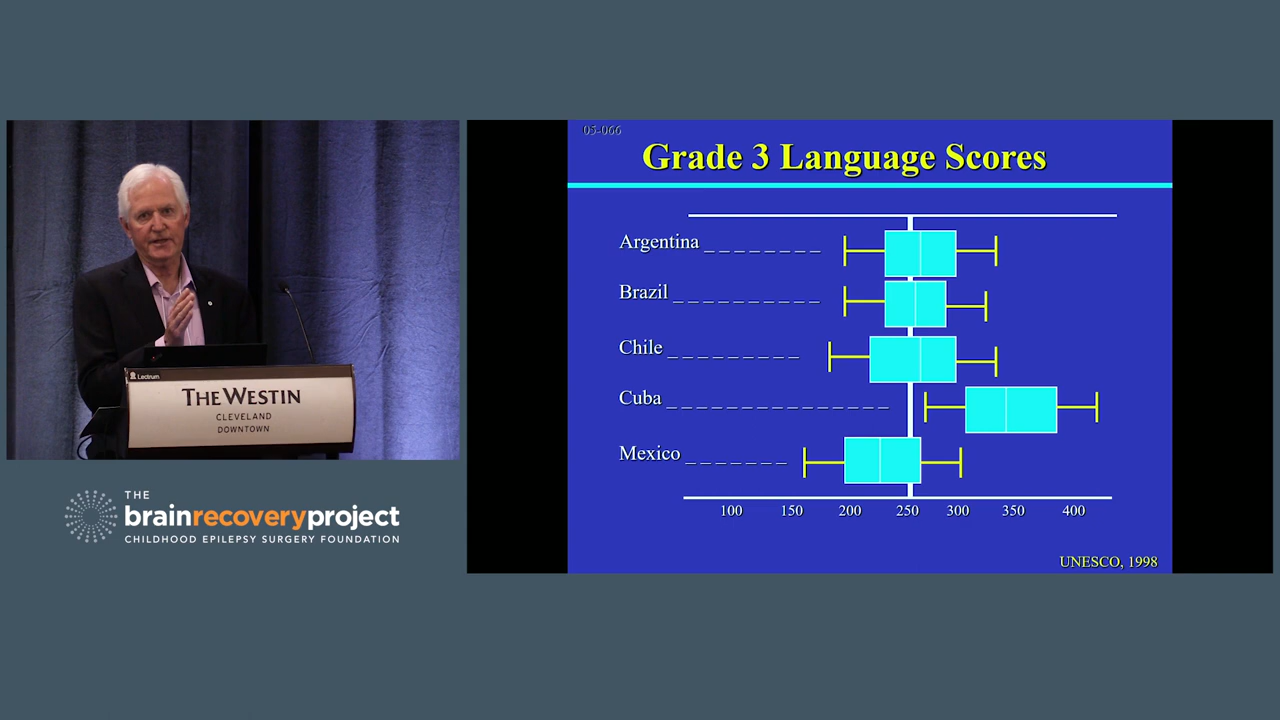 05-066
Grade 3 Language Scores
Argentina
Brazil
Chile
Cuba
Mexico
100 150 200 250 300 350 400
UNESCO, 1998
Lectrum
THE WESTIN
CLEVELAND
DOWNTOWN
THE
brainrecoveryproject
CHILDHOOD EPILEPSY SURGERY FOUNDATION